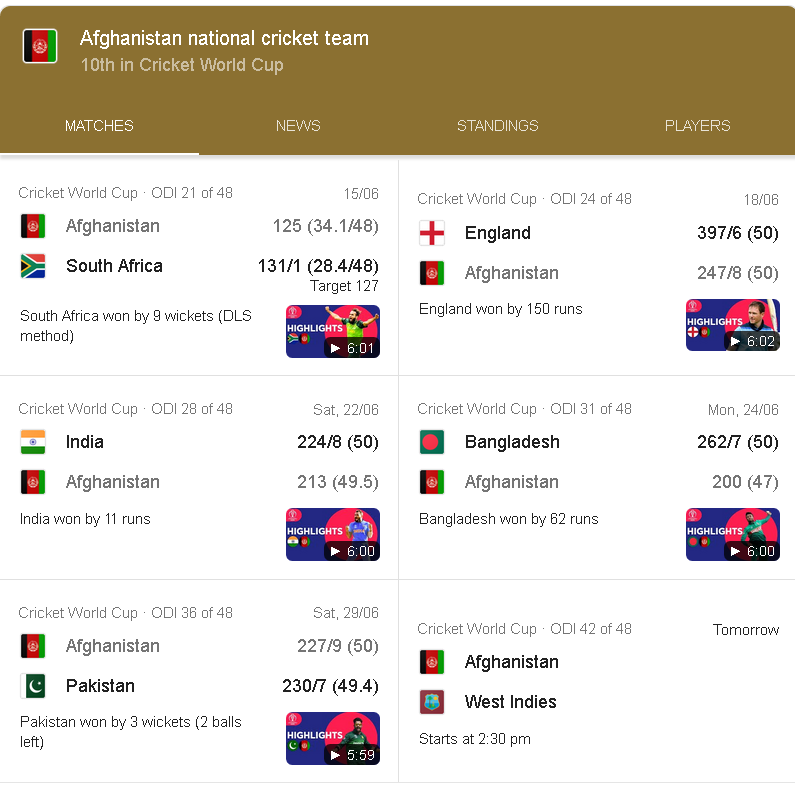 Afghanistan national cricket team
10th in Cricket World Cup
MATCHES NEWS STANDINGS PLAYERS
Cricket World Cup · ODI 21 of 48 15/06
Afghanistan 125 (34.1/48)
South Africa 131/1 (28.4/48)
Target 127
South Africa won by 9 wickets (DLS
method)
HIGHLIGHTS
6:01
Cricket World Cup · ODI 24 of 48 18/06
England 397/6 (50)
Afghanistan 247/8 (50)
England won by 150 runs
HIGHLIGHTS
6:02
Cricket World Cup · ODI 28 of 48 Sat, 22/06
India 224/8 (50)
Afghanistan 213 (49.5)
India won by 11 runs
HIGHLIGHTS
6:00
Cricket World Cup · ODI 31 of 48 Mon, 24/06
Bangladesh 262/7 (50)
Afghanistan 200 (47)
Bangladesh won by 62 runs
HIGHLIGHTS
6:00
Cricket World Cup · ODI 36 of 48 Sat, 29/06
Afghanistan 227/9 (50)
Pakistan 230/7 (49.4)
Pakistan won by 3 wickets (2 balls
left)
HIGHLIGHTS
5:59
Cricket World Cup · ODI 42 of 48 Tomorrow
Afghanistan
West Indies
Starts at 2:30 pm